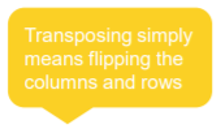 Transposing simply
means flipping the
columns and rows